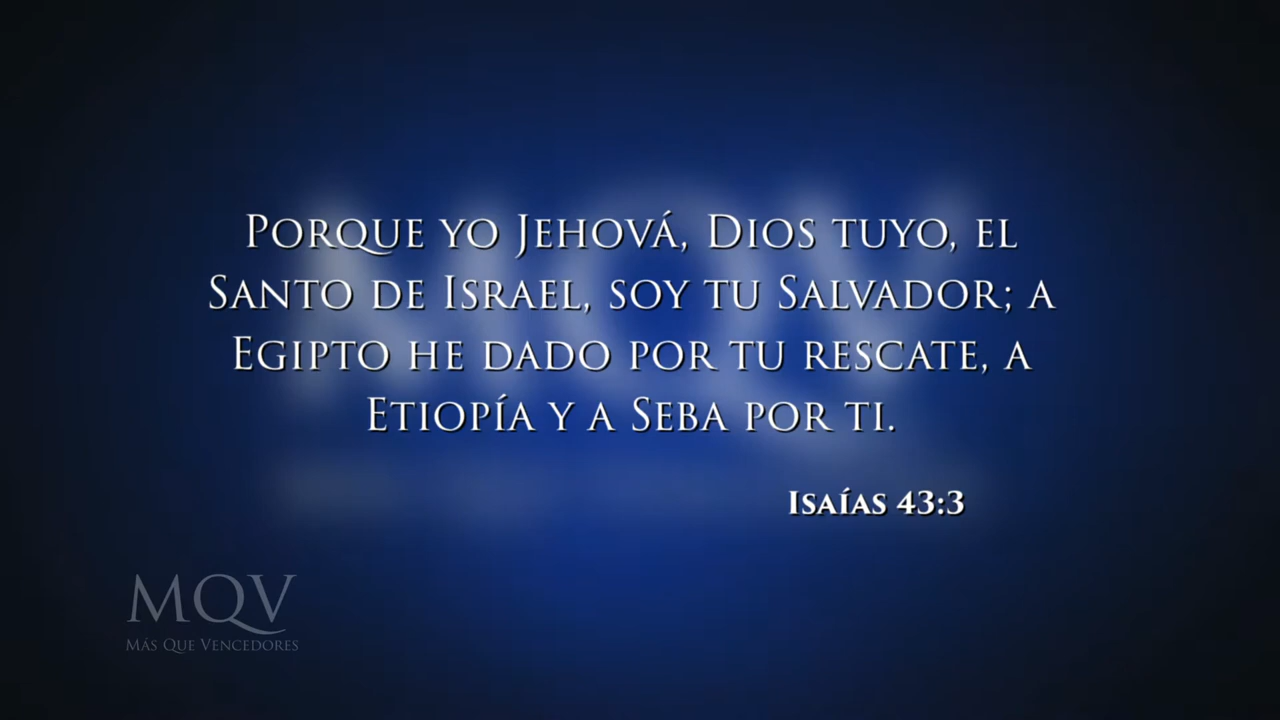 Porque yo Jehová, Dios tuyo, el
Santo de Israel, soy tu Salvador; a
Egipto he dado por tu rescate, a
Etiopía y a Seba por ti.
Isaías 43:3
MQV
Más Que Vencedores